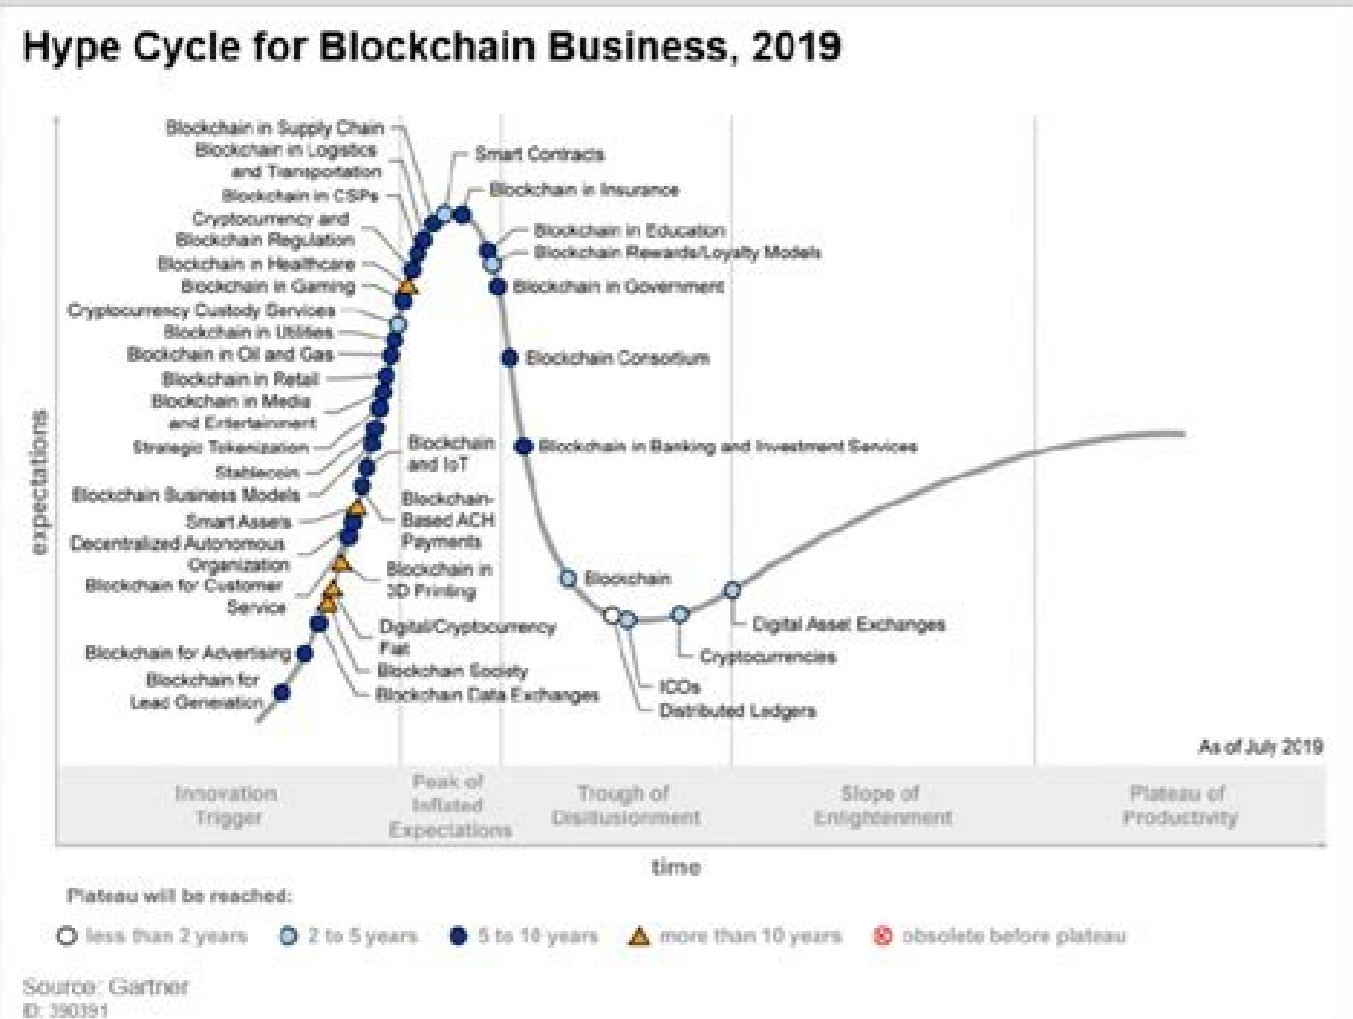 Hype Cycle for Blockchain Business, 2019
Blockchain in Supply Chain
Blockchain in Logistics
and Transportation
Blockchain in CSPs
Cryptocurrency and
Blockchain Regulation
Blockchain in Healthcare
Blockchain in Gaming
Cryptocurrency Custody Services
Blockchain in Utilities
Blockchain in Oil and Gas
Blockchain in Retail
Blockchain in Media
and Entertainment
Strategic Tokenization
Stablecoin
Blockchain Business Models
Smart Assets
Decentralized Autonomous
Organization
Blockchain for Customer
Service
Blockchain for Advertising
Blockchain for
Lead Generation
Smart Contracts
Blockchain in Insurance
Blockchain in Education
Blockchain Rewards/Loyalty Models
Blockchain in Government
Blockchain Consortium
Blockchain in Banking and Investment Services
Blockchain
and IoT
Blockchain-
Based ACH
Payments
Blockchain in
3D Printing
Digital/Cryptocurrency
Fiat
Blockchain Society
Blockchain Data Exchanges
Blockchain
Digital Asset Exchanges
Cryptocurrencies
ICOs
Distributed Ledgers
expectations
As of July 2019
Innovation
Trigger
Peak of
Inflated
Expectations
Trough of
Disillusionment
Slope of
Enlightenment
Plateau of
Productivity
time
Plateau will be reached:
less than 2 years
2 to 5 years
5 to 10 years
more than 10 years
obsolete before plateau
Source: Gartner
ID: 390391